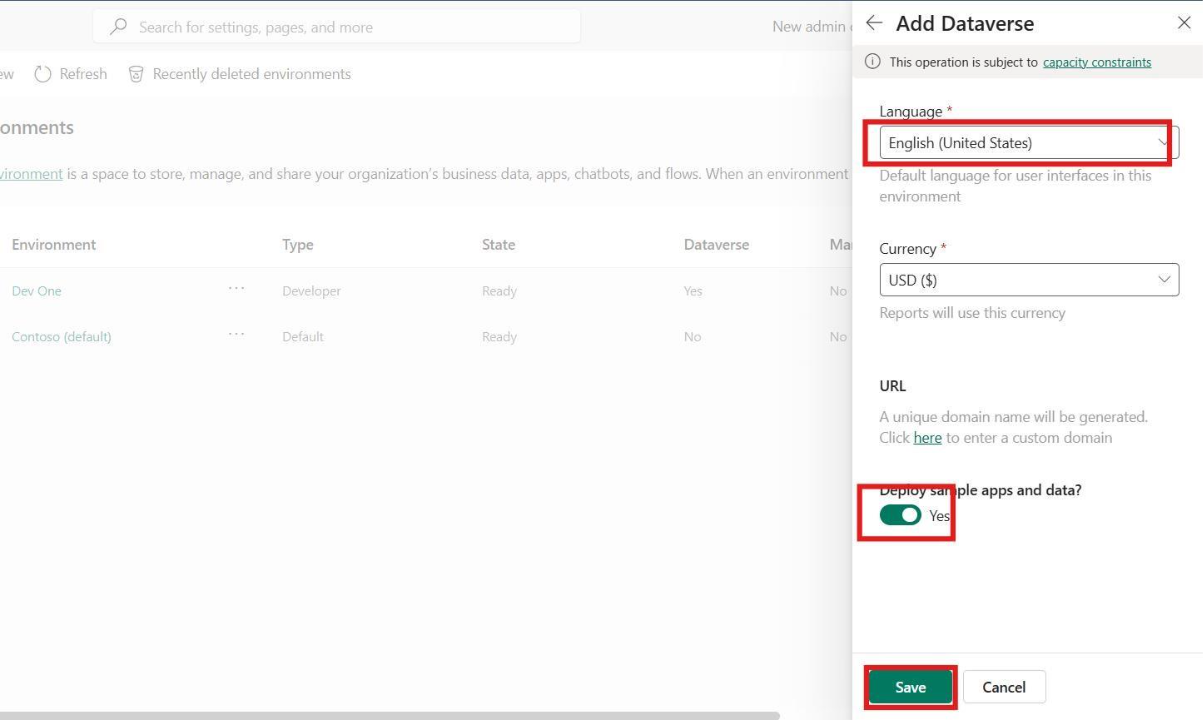 Search for settings, pages, and more
New admin
Refresh
Recently deleted environments
onments
vironment is a space to store, manage, and share your organization's business data, apps, chatbots, and flows. When an environment
Environment Type State Dataverse Ma
Dev One ... Developer Ready Yes No
Contoso (default) ... Default Ready No No
Add Dataverse
This operation is subject to capacity constraints
Language *
English (United States)
Default language for user interfaces in this
environment
Currency *
USD ($)
Reports will use this currency
URL
A unique domain name will be generated.
Click here to enter a custom domain
Deploy sample apps and data?
Yes
Save Cancel